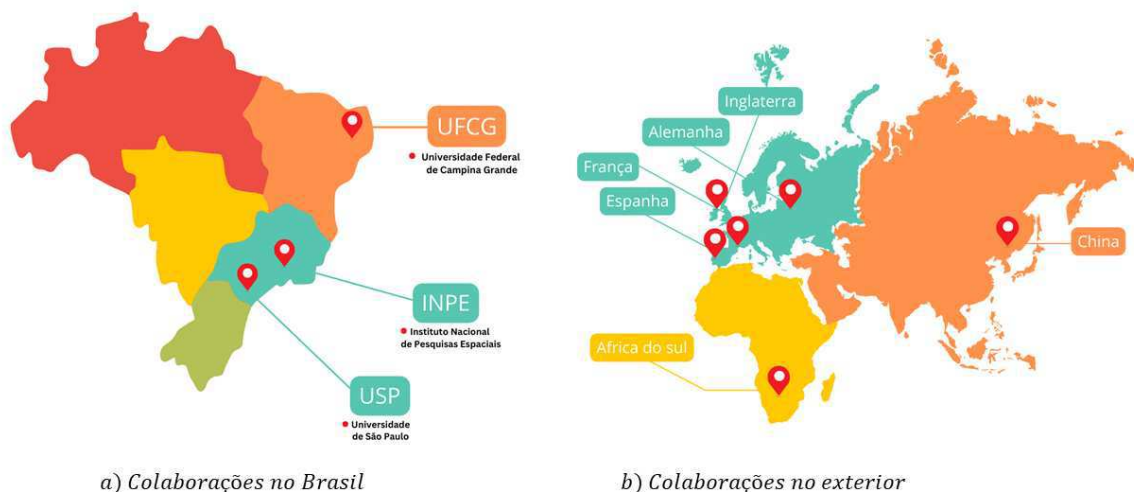 UFCG
Universidade Federal
de Campina Grande
INPE
Instituto Nacional
de Pesquisas Espaciais
USP
Universidade
de São Paulo
a) Colaborações no Brasil
Inglaterra
Alemanha
França
Espanha
China
Africa do sul
b) Colaborações no exterior